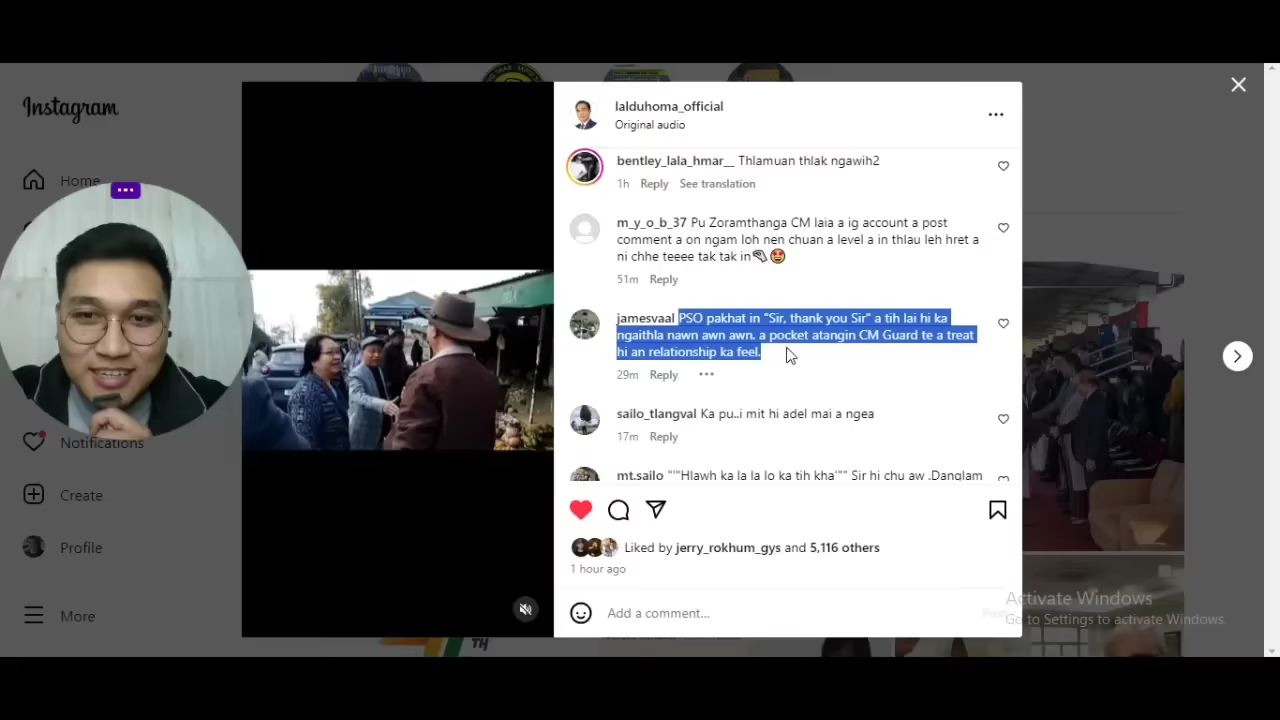 Instagram
Home
Notifications
Create
Profile
More
lalduhoma_official
Original audio
bentley_lala_hmar__ Thlamuan thlak ngawih2
1h Reply See translation
m_y_o_b_37 Pu Zoramthanga CM laia a ig account a post
comment a on ngam loh nen chuan a level a in thlau leh hret a
ni chhe teeee tak tak in
51m Reply
jamesvaal PSO pakhat in "Sir, thank you Sir" a tih lai hi ka
ngaithla nawn awn awn. a pocket atangin CM Guard te a treat
hi an relationship ka feel.
29m Reply
sailo_tlangval Ka pu..i mit hi adel mai a ngea
17m Reply
mt.sailo """Hlawh ka la la la lo ka tih kha""" Sir hi chu aw .Danglam
Liked by jerry_rokhum_gys and 5,116 others
1 hour ago
Add a comment...
Activate Windows
Go to Settings to activate Windows.
TH